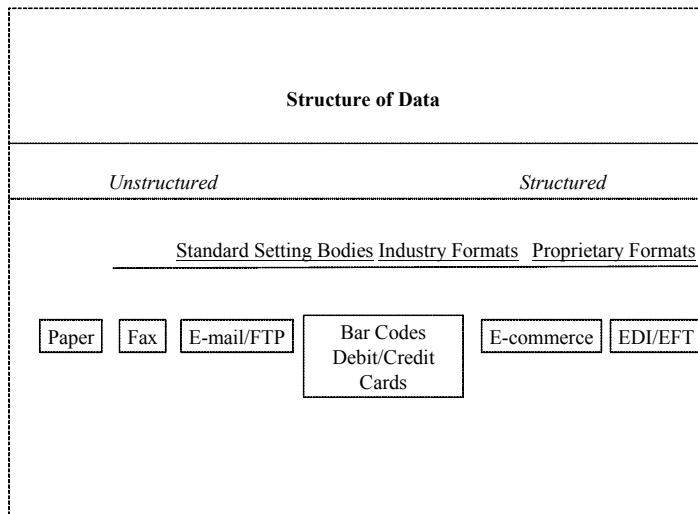 Structure of Data
Unstructured Structured
Standard Setting Bodies Industry Formats Proprietary Formats
Paper Fax E-mail/FTP Bar Codes E-commerce EDI/EFT
Debit/Credit
Cards